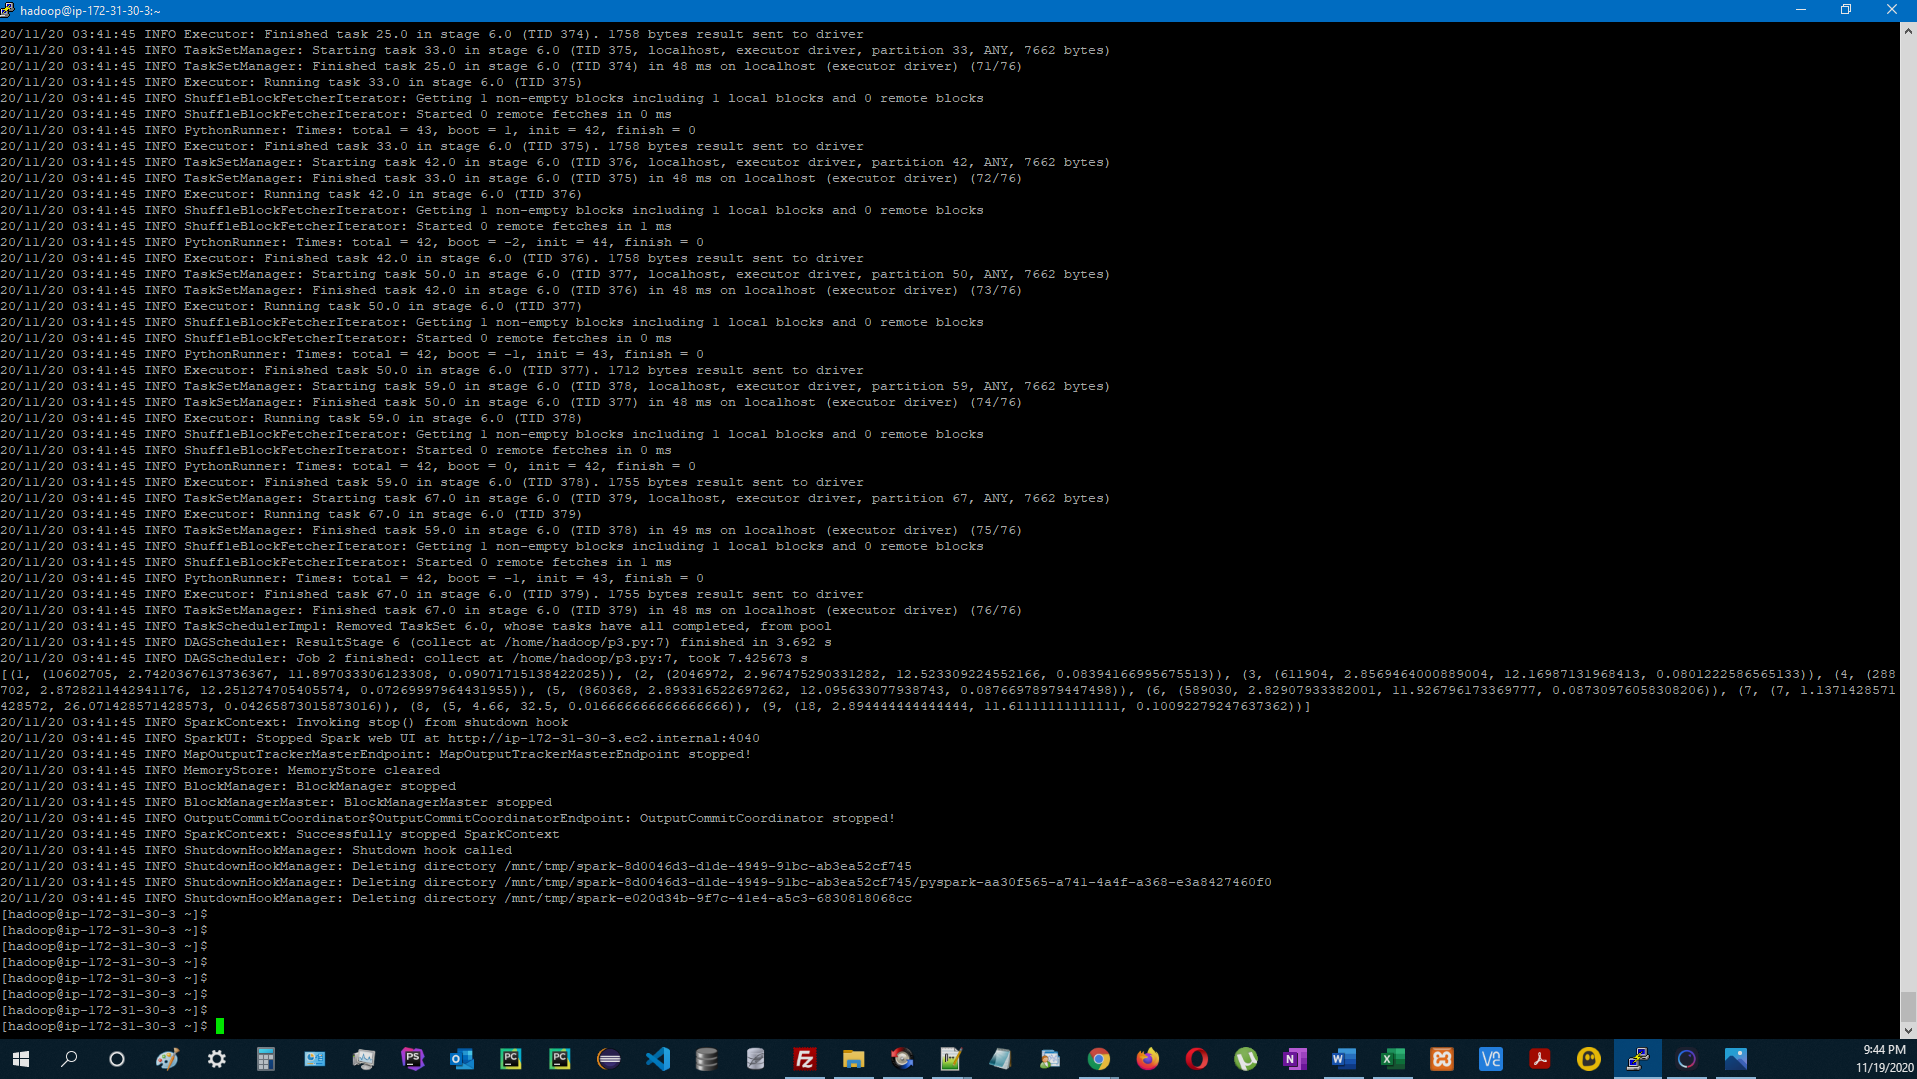 hadoop@ip-172-31-30-3:~
20/11/20 03:41:45 INFO Executor: Finished task 25.0 in stage 6.0 (TID 374). 1758 bytes result sent to driver
20/11/20 03:41:45 INFO TaskSetManager: Starting task 33.0 in stage 6.0 (TID 375, localhost, executor driver, partition 33, ANY, 7662 bytes)
20/11/20 03:41:45 INFO TaskSetManager: Finished task 25.0 in stage 6.0 (TID 374) in 48 ms on localhost (executor driver) (71/76)
20/11/20 03:41:45 INFO Executor: Running task 33.0 in stage 6.0 (TID 375)
20/11/20 03:41:45 INFO ShuffleBlockFetcherIterator: Getting 1 non-empty blocks including 1 local blocks and 0 remote blocks
20/11/20 03:41:45 INFO ShuffleBlockFetcherIterator: Started 0 remote fetches in 0 ms
20/11/20 03:41:45 INFO PythonRunner: Times: total = 43, boot = 1, init = 42, finish = 0
20/11/20 03:41:45 INFO Executor: Finished task 33.0 in stage 6.0 (TID 375). 1758 bytes result sent to driver
20/11/20 03:41:45 INFO TaskSetManager: Starting task 42.0 in stage 6.0 (TID 376, localhost, executor driver, partition 42, ANY, 7662 bytes)
20/11/20 03:41:45 INFO TaskSetManager: Finished task 33.0 in stage 6.0 (TID 375) in 48 ms on localhost (executor driver) (72/76)
20/11/20 03:41:45 INFO Executor: Running task 42.0 in stage 6.0 (TID 376)
20/11/20 03:41:45 INFO ShuffleBlockFetcherIterator: Getting 1 non-empty blocks including 1 local blocks and 0 remote blocks
20/11/20 03:41:45 INFO ShuffleBlockFetcherIterator: Started 0 remote fetches in 1 ms
20/11/20 03:41:45 INFO PythonRunner: Times: total = 42, boot = -2, init = 44, finish = 0
20/11/20 03:41:45 INFO Executor: Finished task 42.0 in stage 6.0 (TID 376). 1758 bytes result sent to driver
20/11/20 03:41:45 INFO TaskSetManager: Starting task 50.0 in stage 6.0 (TID 377, localhost, executor driver, partition 50, ANY, 7662 bytes)
20/11/20 03:41:45 INFO TaskSetManager: Finished task 42.0 in stage 6.0 (TID 376) in 48 ms on localhost (executor driver) (73/76)
20/11/20 03:41:45 INFO Executor: Running task 50.0 in stage 6.0 (TID 377)
20/11/20 03:41:45 INFO ShuffleBlockFetcherIterator: Getting 1 non-empty blocks including 1 local blocks and 0 remote blocks
20/11/20 03:41:45 INFO ShuffleBlockFetcherIterator: Started 0 remote fetches in 0 ms
20/11/20 03:41:45 INFO PythonRunner: Times: total = 42, boot = -1, init = 43, finish = 0
20/11/20 03:41:45 INFO Executor: Finished task 50.0 in stage 6.0 (TID 377). 1712 bytes result sent to driver
20/11/20 03:41:45 INFO TaskSetManager: Starting task 59.0 in stage 6.0 (TID 378, localhost, executor driver, partition 59, ANY, 7662 bytes)
20/11/20 03:41:45 INFO TaskSetManager: Finished task 50.0 in stage 6.0 (TID 377) in 48 ms on localhost (executor driver) (74/76)
20/11/20 03:41:45 INFO Executor: Running task 59.0 in stage 6.0 (TID 378)
20/11/20 03:41:45 INFO ShuffleBlockFetcherIterator: Getting 1 non-empty blocks including 1 local blocks and 0 remote blocks
20/11/20 03:41:45 INFO ShuffleBlockFetcherIterator: Started 0 remote fetches in 0 ms
20/11/20 03:41:45 INFO PythonRunner: Times: total = 42, boot = 0, init = 42, finish = 0
20/11/20 03:41:45 INFO Executor: Finished task 59.0 in stage 6.0 (TID 378). 1755 bytes result sent to driver
20/11/20 03:41:45 INFO TaskSetManager: Starting task 67.0 in stage 6.0 (TID 379, localhost, executor driver, partition 67, ANY, 7662 bytes)
20/11/20 03:41:45 INFO Executor: Running task 67.0 in stage 6.0 (TID 379)
20/11/20 03:41:45 INFO TaskSetManager: Finished task 59.0 in stage 6.0 (TID 378) in 49 ms on localhost (executor driver) (75/76)
20/11/20 03:41:45 INFO ShuffleBlockFetcherIterator: Getting 1 non-empty blocks including 1 local blocks and 0 remote blocks
20/11/20 03:41:45 INFO ShuffleBlockFetcherIterator: Started 0 remote fetches in 1 ms
20/11/20 03:41:45 INFO PythonRunner: Times: total = 42, boot = -1, init = 43, finish = 0
20/11/20 03:41:45 INFO Executor: Finished task 67.0 in stage 6.0 (TID 379). 1755 bytes result sent to driver
20/11/20 03:41:45 INFO TaskSetManager: Finished task 67.0 in stage 6.0 (TID 379) in 48 ms on localhost (executor driver) (76/76)
20/11/20 03:41:45 INFO TaskSchedulerImpl: Removed TaskSet 6.0, whose tasks have all completed, from pool
20/11/20 03:41:45 INFO DAGScheduler: ResultStage 6 (collect at /home/hadoop/p3.py:7) finished in 3.692 s
20/11/20 03:41:45 INFO DAGScheduler: Job 2 finished: collect at /home/hadoop/p3.py:7, took 7.425673 s
[(1, (10602705, 2.7420367613736367, 11.897033306123308, 0.09071715138422025)), (2, (2046972, 2.967475290331282, 12.523309224552166, 0.08394166995675513)), (3, (611904, 2.8569464000889004, 12.16987131968413, 0.0801222586565133)), (4, (288
702, 2.8728211442941176, 12.251274705405574, 0.07269997964431955)), (5, (860368, 2.893316522697262, 12.095633077938743, 0.08766978979447498)), (6, (589030, 2.82907933382001, 11.926796173369777, 0.08730976058308206)), (7, (7, 1.1371428571
428572, 26.071428571428573, 0.04265873015873016)), (8, (5, 4.66, 32.5, 0.016666666666666666)), (9, (18, 2.894444444444444, 11.61111111111111, 0.10092279247637362))]
20/11/20 03:41:45 INFO SparkContext: Invoking stop() from shutdown hook
20/11/20 03:41:45 INFO SparkUI: Stopped Spark web UI at http://ip-172-31-30-3.ec2.internal:4040
20/11/20 03:41:45 INFO MapOutputTrackerMasterEndpoint: MapOutputTrackerMasterEndpoint stopped!
20/11/20 03:41:45 INFO MemoryStore: MemoryStore cleared
20/11/20 03:41:45 INFO BlockManager: BlockManager stopped
20/11/20 03:41:45 INFO BlockManagerMaster: BlockManagerMaster stopped
20/11/20 03:41:45 INFO OutputCommitCoordinator$OutputCommitCoordinatorEndpoint: OutputCommitCoordinator stopped!
20/11/20 03:41:45 INFO SparkContext: Successfully stopped SparkContext
20/11/20 03:41:45 INFO ShutdownHookManager: Shutdown hook called
20/11/20 03:41:45 INFO ShutdownHookManager: Deleting directory /mnt/tmp/spark-8d0046d3-d1de-4949-91bc-ab3ea52cf745
20/11/20 03:41:45 INFO ShutdownHookManager: Deleting directory /mnt/tmp/spark-8d0046d3-d1de-4949-91bc-ab3ea52cf745/pyspark-aa30f565-a741-4a4f-a368-e3a8427460f0
20/11/20 03:41:45 INFO ShutdownHookManager: Deleting directory /mnt/tmp/spark-e020d34b-9f7c-41e4-a5c3-6830818068cc
[hadoop@ip-172-31-30-3 ~]$
[hadoop@ip-172-31-30-3 ~]$
[hadoop@ip-172-31-30-3 ~]$
[hadoop@ip-172-31-30-3 ~]$
[hadoop@ip-172-31-30-3 ~]$
[hadoop@ip-172-31-30-3 ~]$
[hadoop@ip-172-31-30-3 ~]$
[hadoop@ip-172-31-30-3 ~]$
9:44 PM
11/19/2020